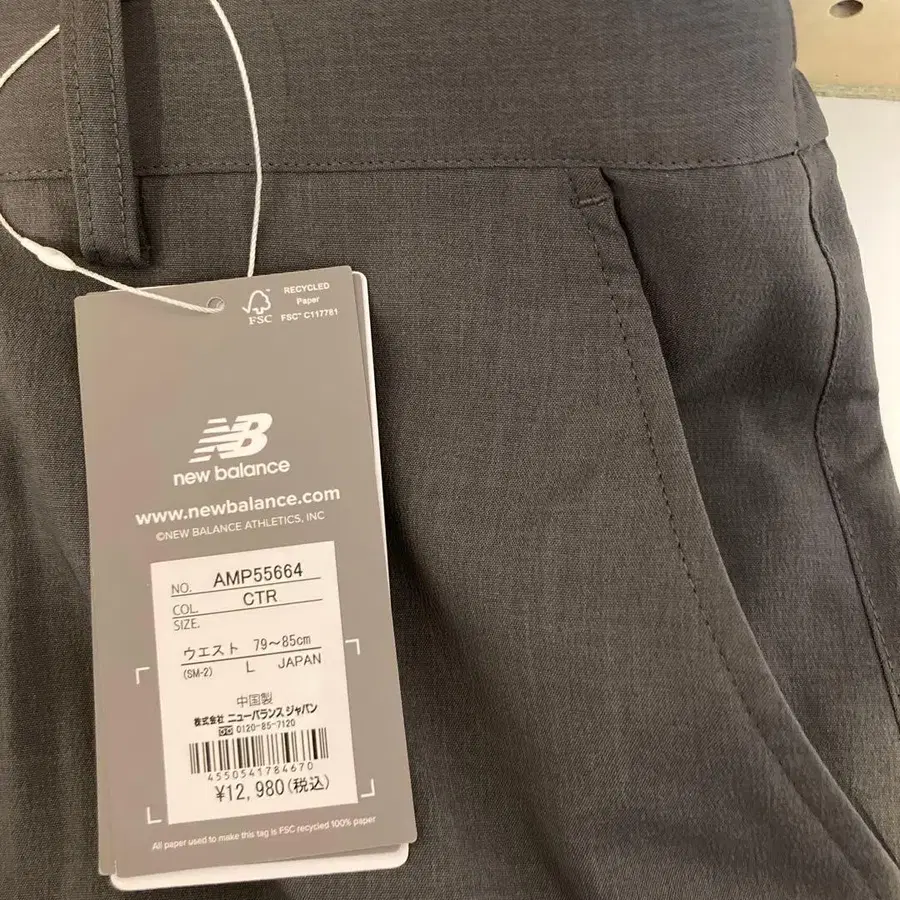 RECYCLED
Paper
FSC
FSC™ C117781
NB
new balance
www.newbalance.com
©NEW BALANCE ATHLETICS, INC
NO. AMP55664
COL. CTR
SIZE.
ウエスト 79～85cm
(SM-2) L JAPAN
中国製
株式会社 ニューバランス ジャパン
0120-85-7120
4550541784670
¥12,980(税込)
All paper used to make this tag is FSC recycled 100% paper